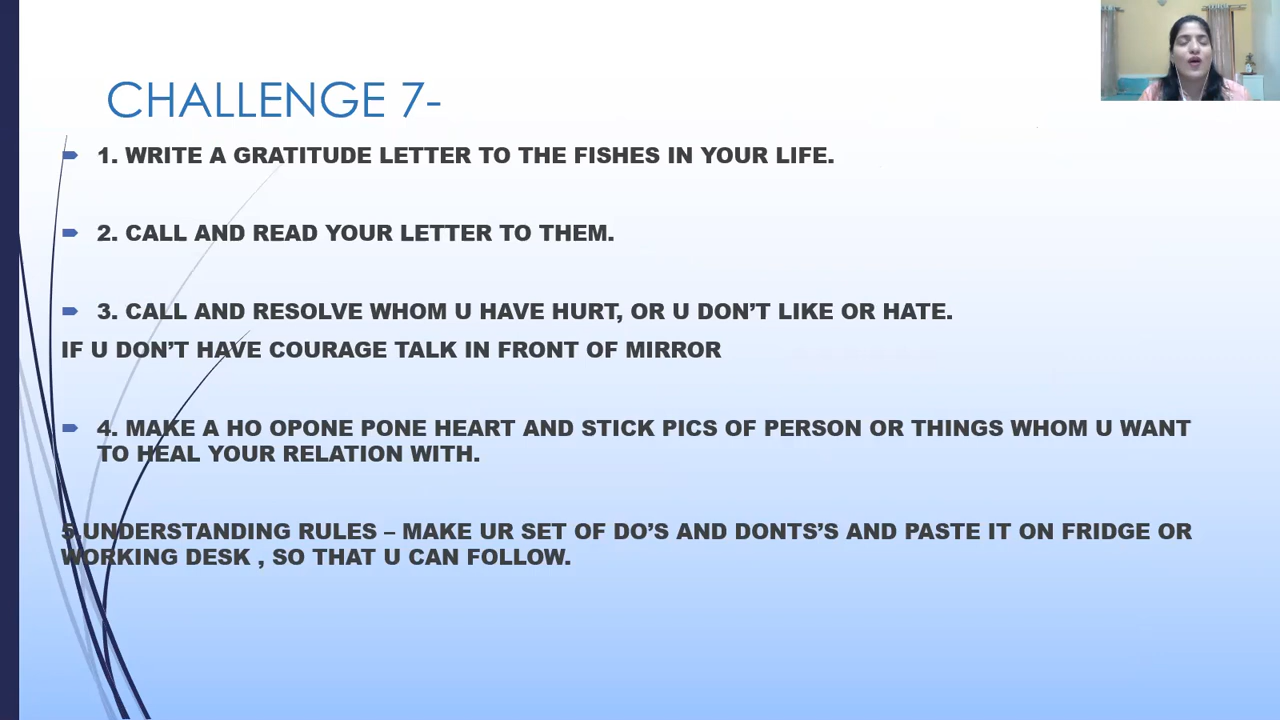 CHALLENGE 7-
1. WRITE A GRATITUDE LETTER TO THE FISHES IN YOUR LIFE.
2. CALL AND READ YOUR LETTER TO THEM.
3. CALL AND RESOLVE WHOM U HAVE HURT, OR U DON’T LIKE OR HATE.
IF U DON’T HAVE COURAGE TALK IN FRONT OF MIRROR
4. MAKE A HO OPONE PONE HEART AND STICK PICS OF PERSON OR THINGS WHOM U WANT
TO HEAL YOUR RELATION WITH.
5.UNDERSTANDING RULES – MAKE UR SET OF DO’S AND DONTS’S AND PASTE IT ON FRIDGE OR
WORKING DESK , SO THAT U CAN FOLLOW.